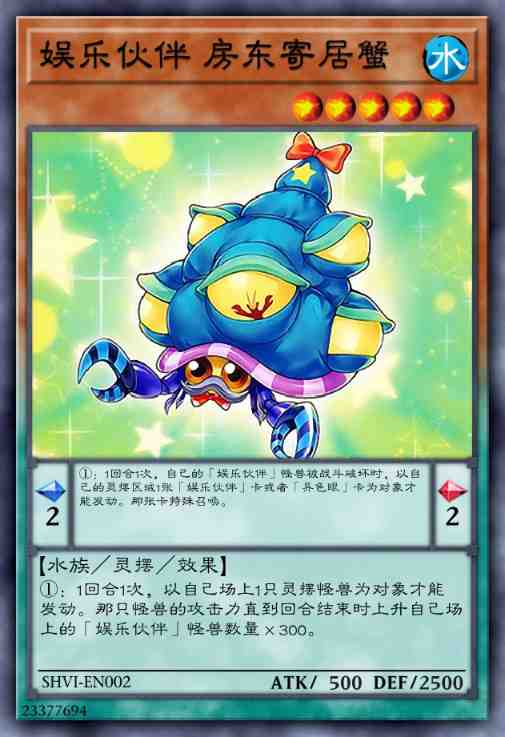 娱乐伙伴 房东寄居蟹
水
①：1回合1次，自己的「娱乐伙伴」怪兽被战斗破坏时，以自
己的灵摆区域1张「娱乐伙伴」卡或者「异色眼」卡为对象才
能发动。那张卡特殊召唤。
2
2
【水族／灵摆／效果】
①：1回合1次，以自己场上1只灵摆怪兽为对象才能
发动。那只怪兽的攻击力直到回合结束时上升自己场
上的「娱乐伙伴」怪兽数量×300。
SHVI-EN002
ATK/ 500 DEF/2500
23377694